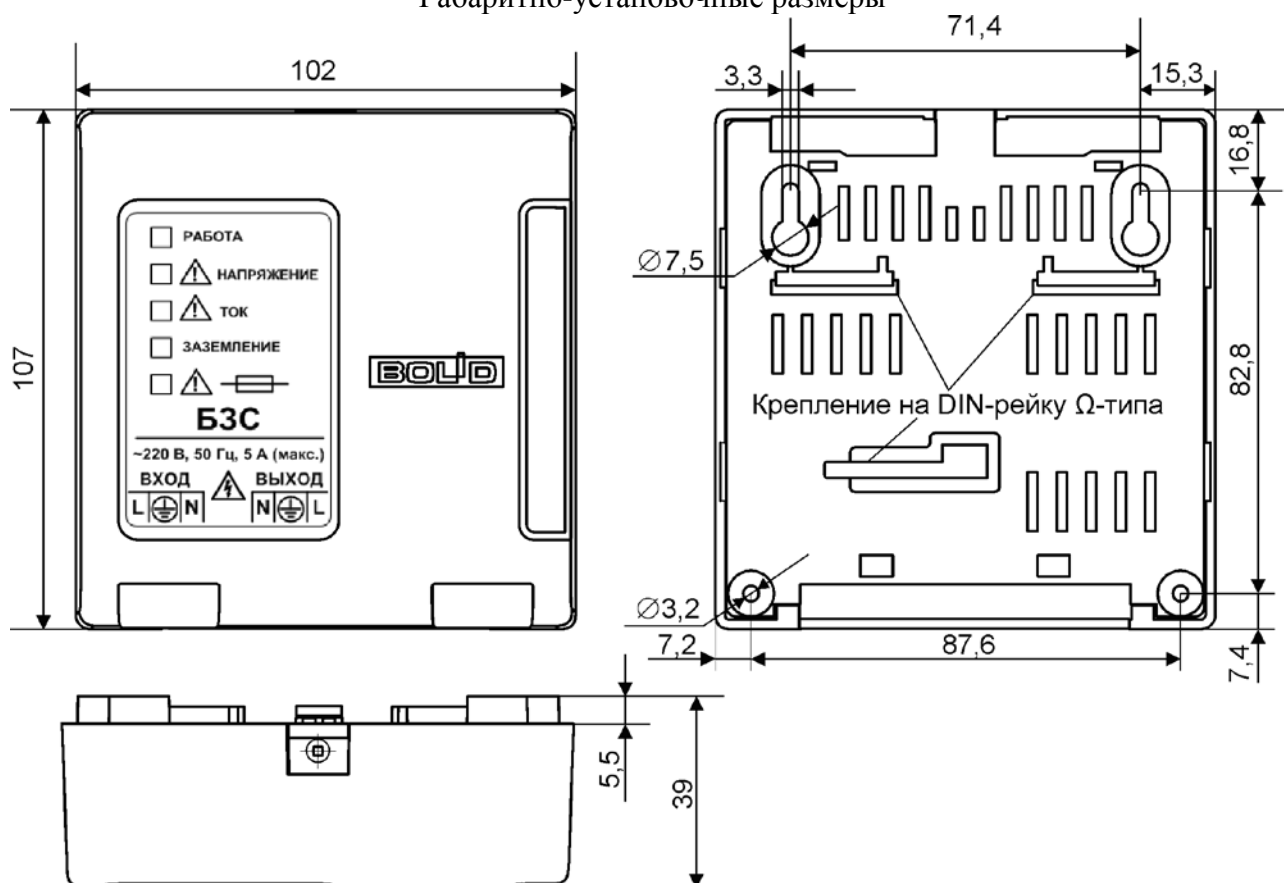 Габаритно-установочные размеры
102
107
РАБОТА
НАПРЯЖЕНИЕ
ТОК
ЗАЗЕМЛЕНИЕ
БЗС
~220 В, 50 Гц, 5 А (макс.)
ВХОД ВЫХОД
L N N L
BOLID
71,4
3,3
15,3
16,8
∅7,5
82,8
Крепление на DIN-рейку Ω-типа
∅3,2
7,2
87,6
7,4
5,5
39